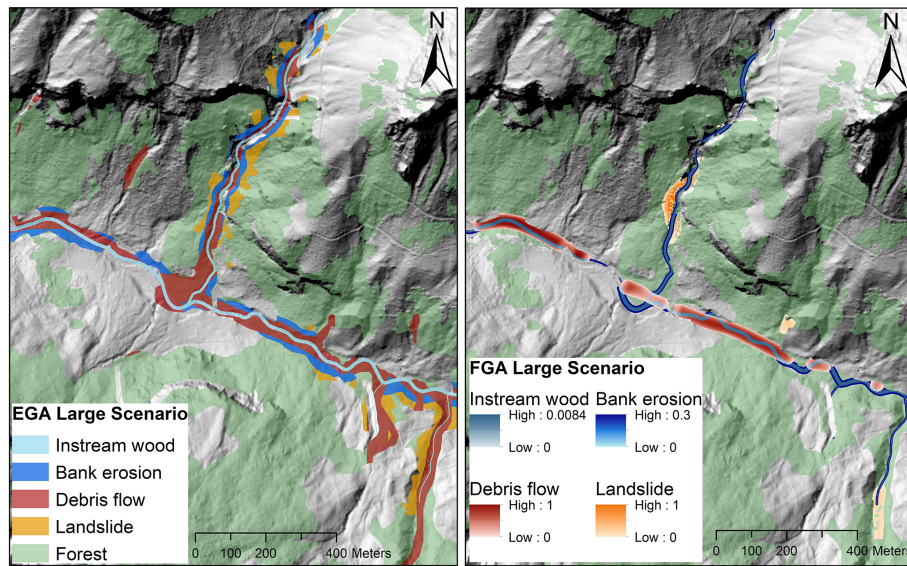 N
EGA Large Scenario
Instream wood
Bank erosion
Debris flow
Landslide
Forest
0 100 200 400 Meters
N
FGA Large Scenario
Instream wood Bank erosion
High : 0.0084 High : 0.3
Low : 0 Low : 0
Debris flow Landslide
High : 1 High : 1
Low : 0 Low : 0
0 100 200 400 Meters